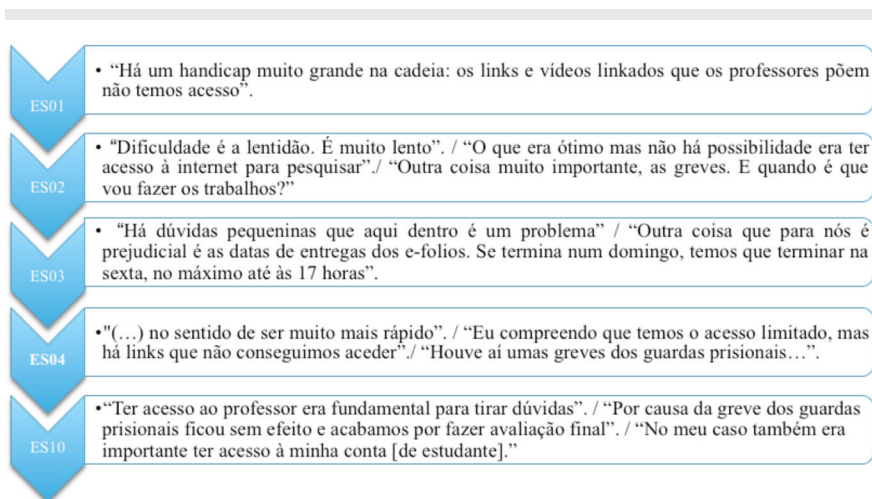 ES01
• “Há um handicap muito grande na cadeia: os links e vídeos linkados que os professores põem
não temos acesso”.
ES02
• “Dificuldade é a lentidão. É muito lento”. / “O que era ótimo mas não há possibilidade era ter
acesso à internet para pesquisar”./ “Outra coisa muito importante, as greves. E quando é que
vou fazer os trabalhos?”
ES03
• “Há dúvidas pequeninas que aqui dentro é um problema” / “Outra coisa que para nós é
prejudicial é as datas de entregas dos e-folios. Se termina num domingo, temos que terminar na
sexta, no máximo até às 17 horas”.
ES04
•"(…) no sentido de ser muito mais rápido”. / “Eu compreendo que temos o acesso limitado, mas
há links que não conseguimos aceder”./ “Houve aí umas greves dos guardas prisionais…”.
ES10
•“Ter acesso ao professor era fundamental para tirar dúvidas”. / “Por causa da greve dos guardas
prisionais ficou sem efeito e acabamos por fazer avaliação final”. / “No meu caso também era
importante ter acesso à minha conta [de estudante].”